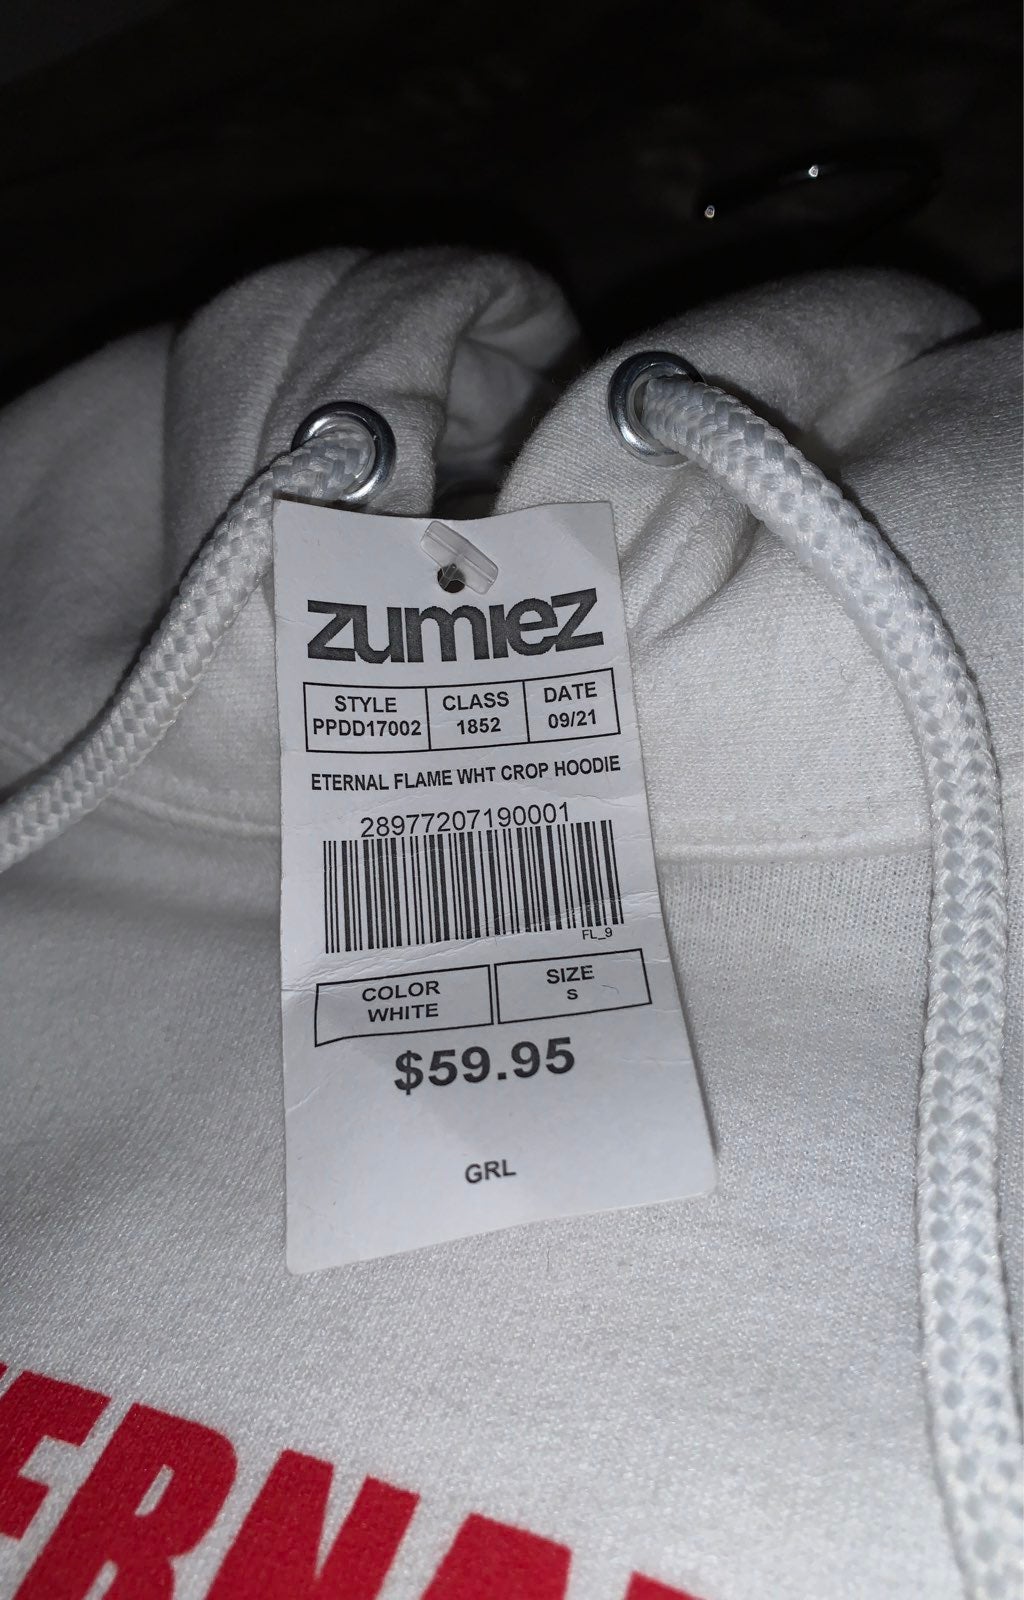 zumiez
STYLE CLASS DATE
PPDD17002 1852 09/21
ETERNAL FLAME WHT CROP HOODIE
28977207190001
FL_9
COLOR SIZE
WHITE S
$59.95
GRL
ERNA